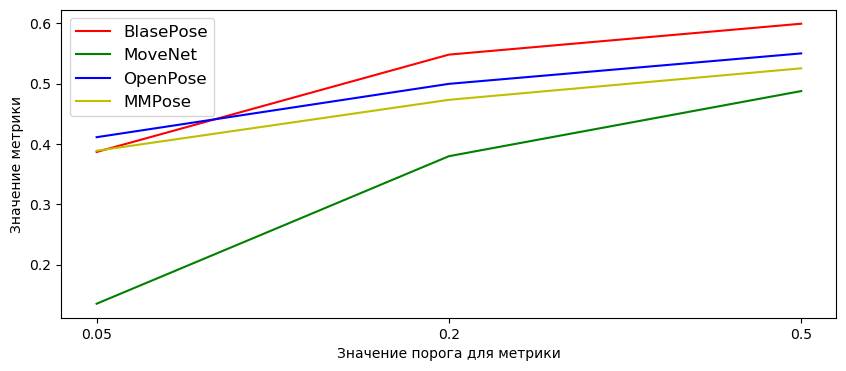 0.6
0.5
0.4
0.3
0.2
Значение метрики
BlasePose
MoveNet
OpenPose
MMPose
0.05
0.2
0.5
Значение порога для метрики